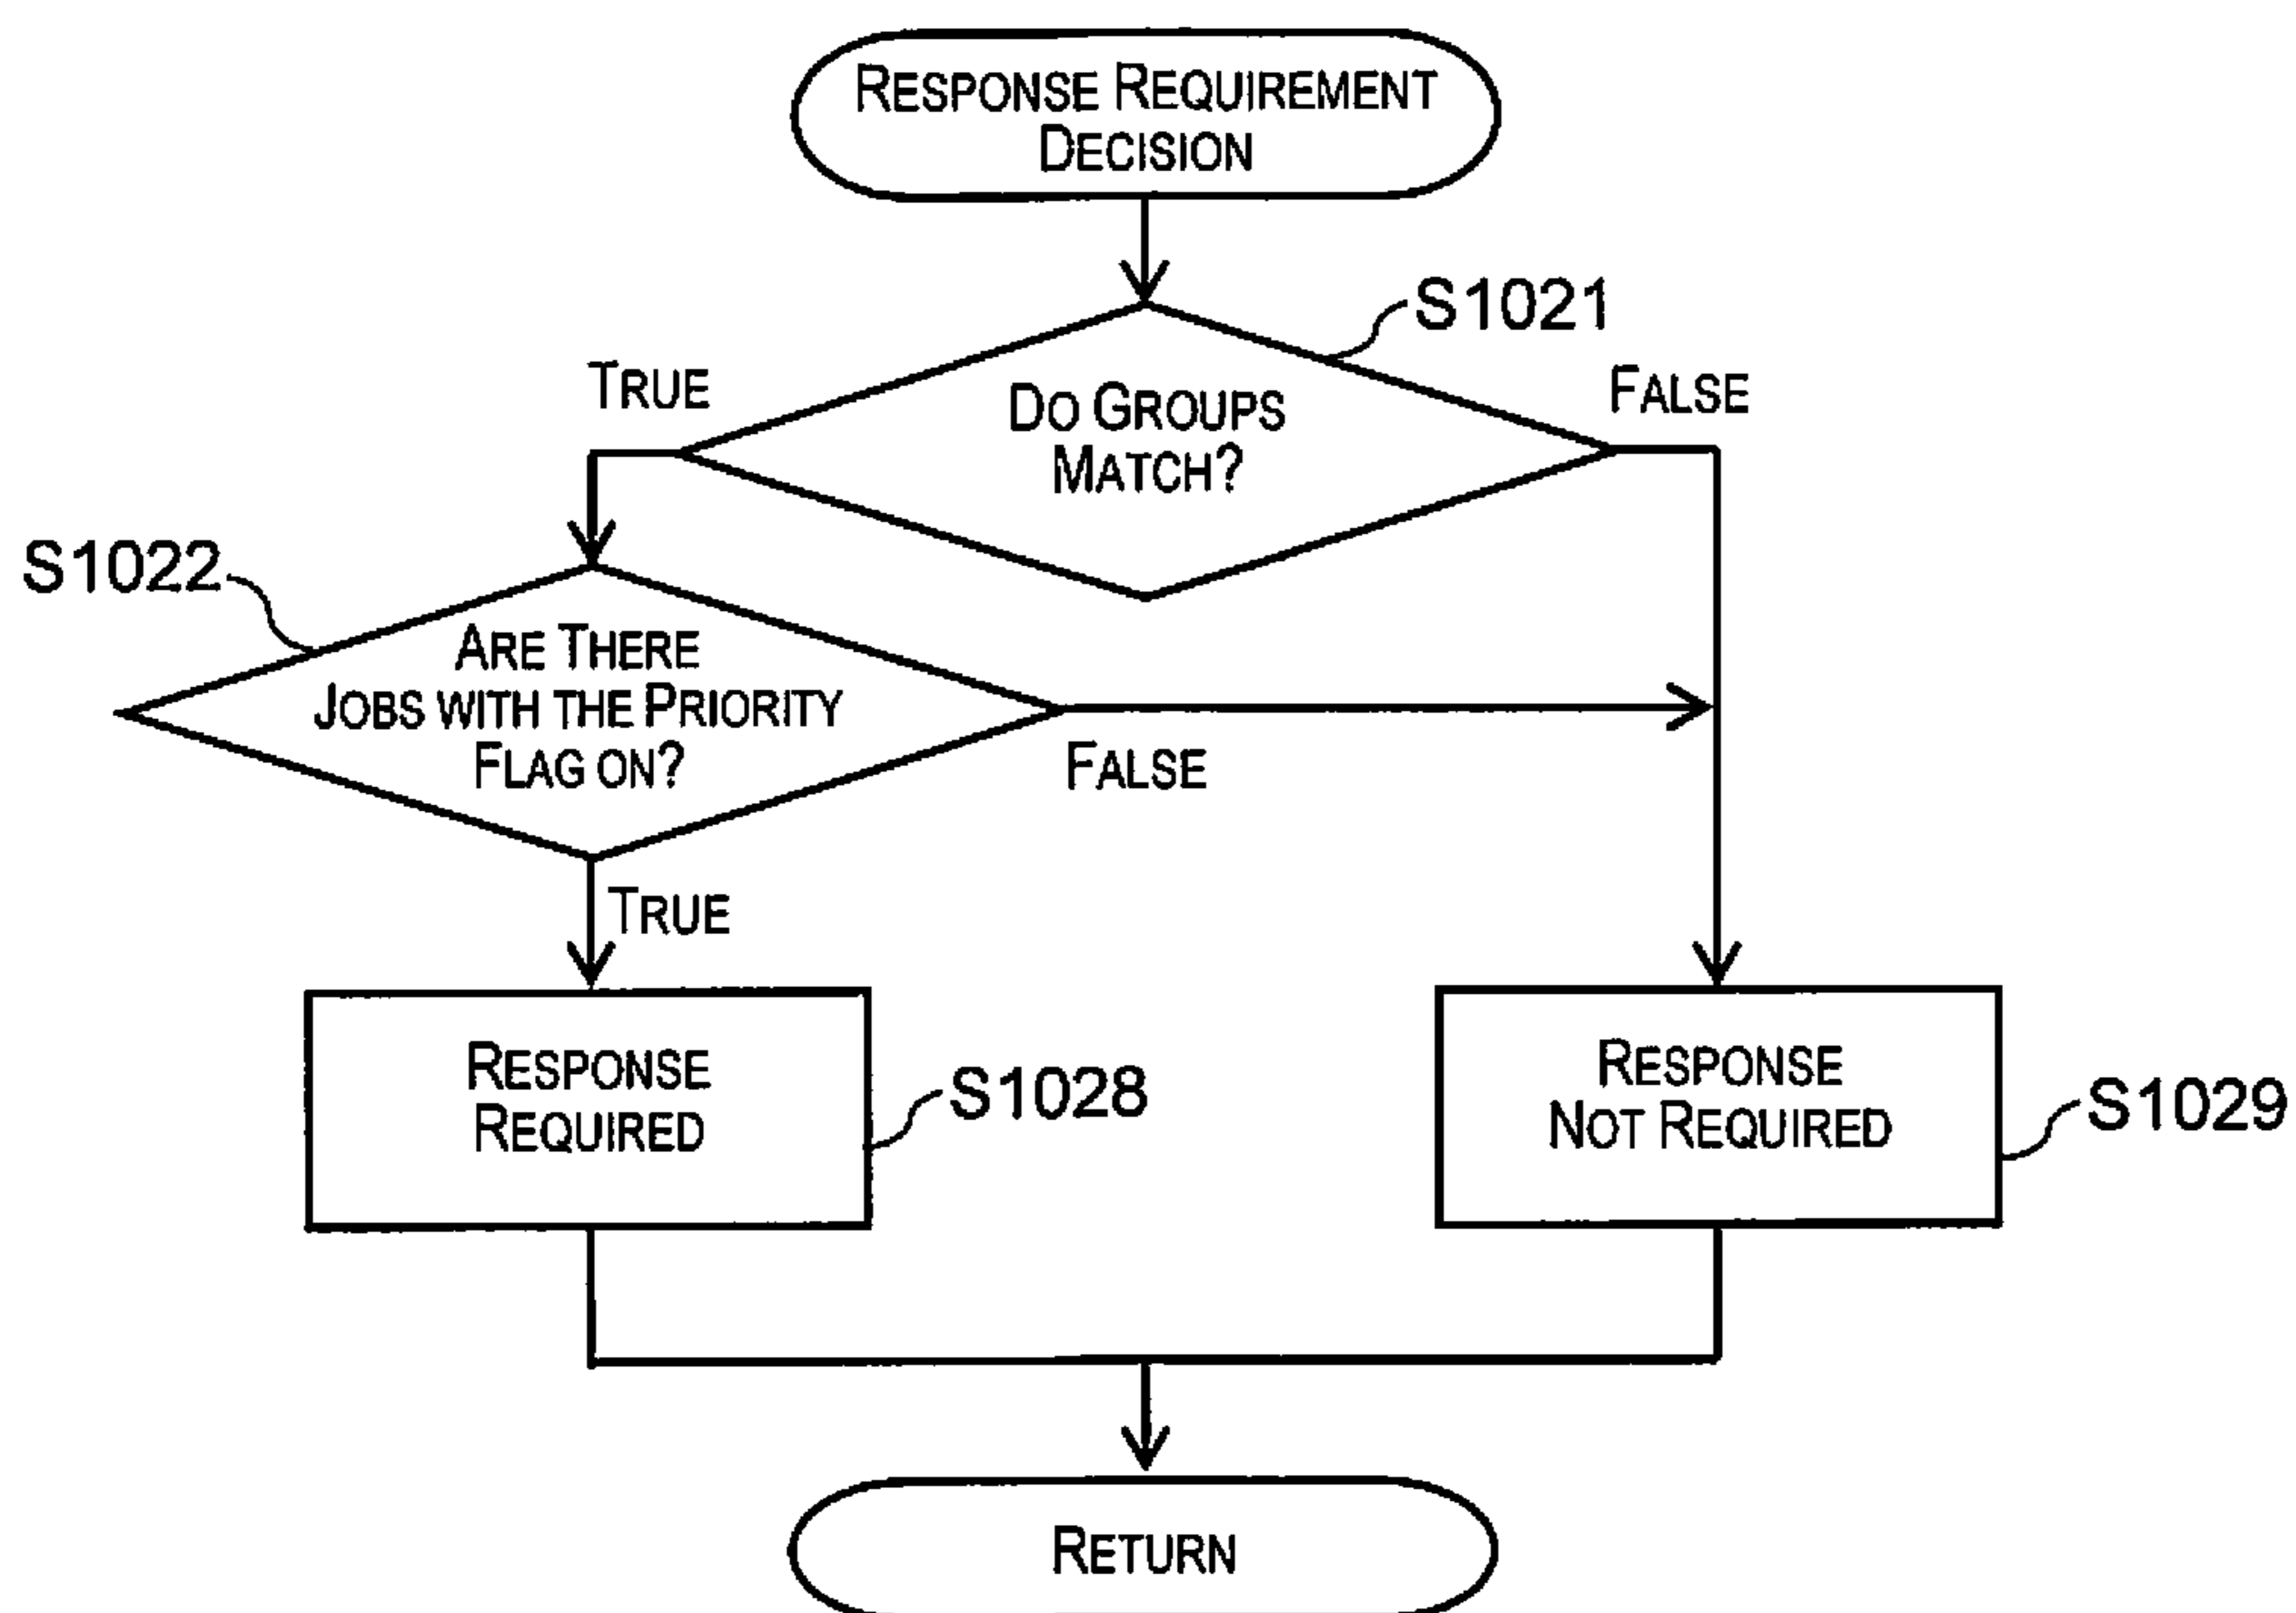 RESPONSE REQUIREMENT
DECISION
S1021
TRUE
FALSE
DO GROUPS
MATCH?
S1022
ARE THERE
JOBS WITH THE PRIORITY
FLAG ON?
FALSE
TRUE
RESPONSE
REQUIRED
S1028
RESPONSE
NOT REQUIRED
S1029
RETURN